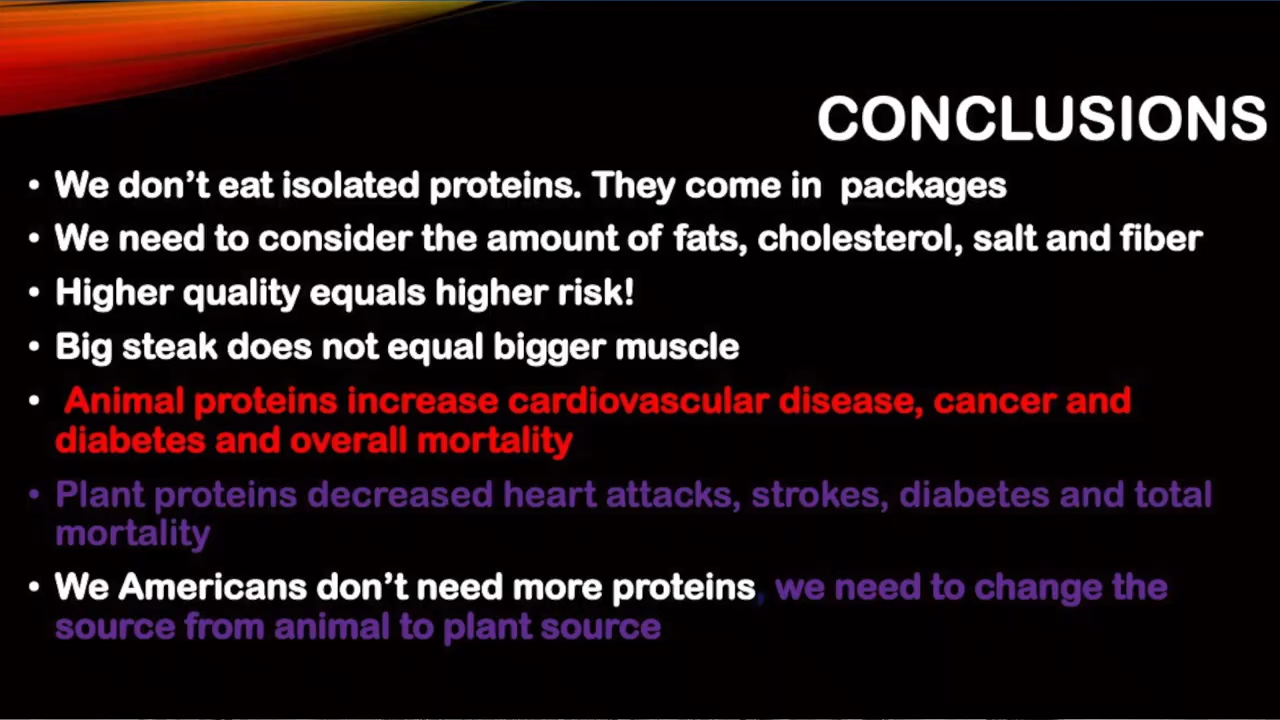 CONCLUSIONS
• We don’t eat isolated proteins. They come in  packages
• We need to consider the amount of fats, cholesterol, salt and fiber
• Higher quality equals higher risk!
• Big steak does not equal bigger muscle
• Animal proteins increase cardiovascular disease, cancer and
diabetes and overall mortality
• Plant proteins decreased heart attacks, strokes, diabetes and total
mortality
• We Americans don’t need more proteins, we need to change the
source from animal to plant source